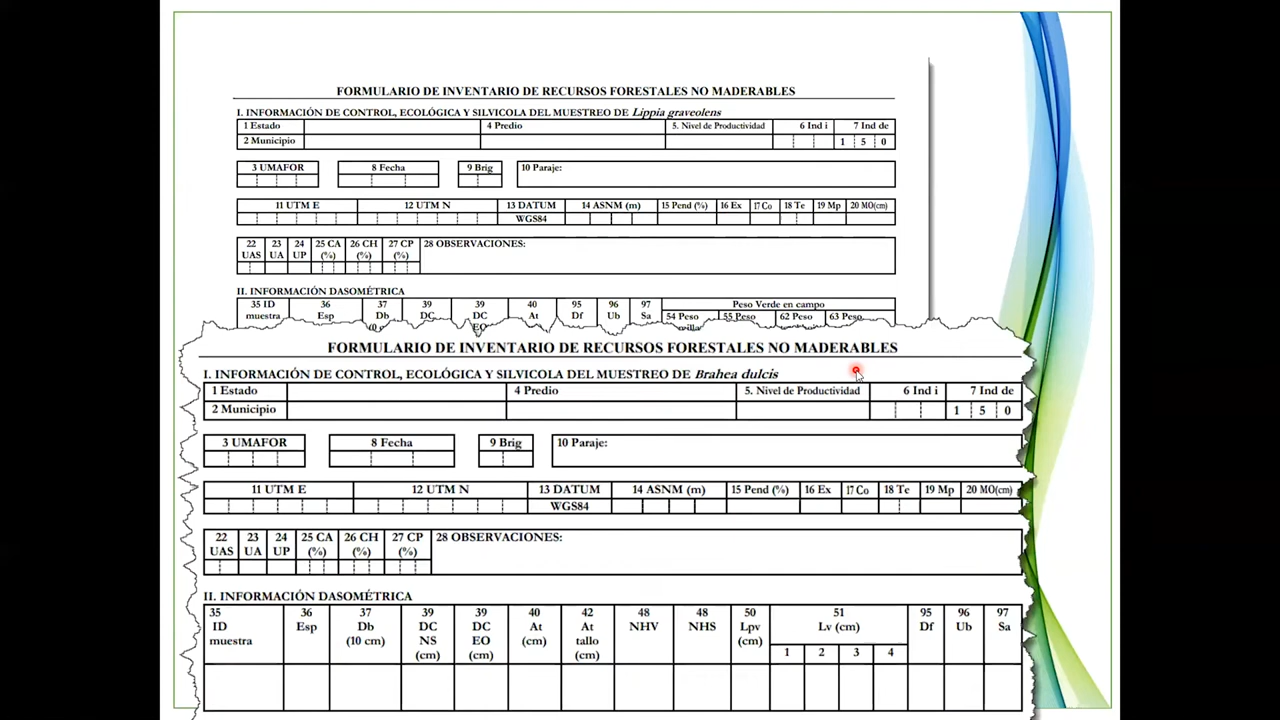 FORMULARIO DE INVENTARIO DE RECURSOS FORESTALES NO MADERABLES
I. INFORMACIÓN DE CONTROL, ECOLÓGICA Y SILVICOLA DEL MUESTREO DE Lippia graveolens
1 Estado 4 Predio 5. Nivel de Productividad 6 Ind i 7 Ind de
2 Municipio 1 5 0
3 UMAFOR 8 Fecha 9 Brig 10 Paraje:
11 UTM E 12 UTM N 13 DATUM 14 ASNM (m) 15 Pend (%) 16 Ex 17 Co 18 Te 19 Mp 20 MO(cm)
WGS84
22 23 24 25 CA 26 CH 27 CP 28 OBSERVACIONES:
UAS UA UP (%) (%) (%)
II. INFORMACIÓN DASOMÉTRICA
35 ID 36 37 39 39 40 95 96 97 Peso Verde en campo
muestra Esp Db DC DC At Df Ub Sa 54 Peso 55 Peso 62 Peso 63 Peso
EO
FORMULARIO DE INVENTARIO DE RECURSOS FORESTALES NO MADERABLES
I. INFORMACIÓN DE CONTROL, ECOLÓGICA Y SILVICOLA DEL MUESTREO DE Brahea dulcis
1 Estado 4 Predio 5. Nivel de Productividad 6 Ind i 7 Ind de
2 Municipio 1 5 0
3 UMAFOR 8 Fecha 9 Brig 10 Paraje:
11 UTM E 12 UTM N 13 DATUM 14 ASNM (m) 15 Pend (%) 16 Ex 17 Co 18 Te 19 Mp 20 MO(cm)
WGS84
22 23 24 25 CA 26 CH 27 CP 28 OBSERVACIONES:
UAS UA UP (%) (%) (%)
II. INFORMACIÓN DASOMÉTRICA
35 36 37 39 39 40 42 48 48 50 51 95 96 97
ID Esp Db DC DC At At NHV NHS Lpv Lv (cm) Df Ub Sa
muestra (10 cm) NS EO (cm) tallo (cm)
(cm) (cm) (cm) 1 2 3 4